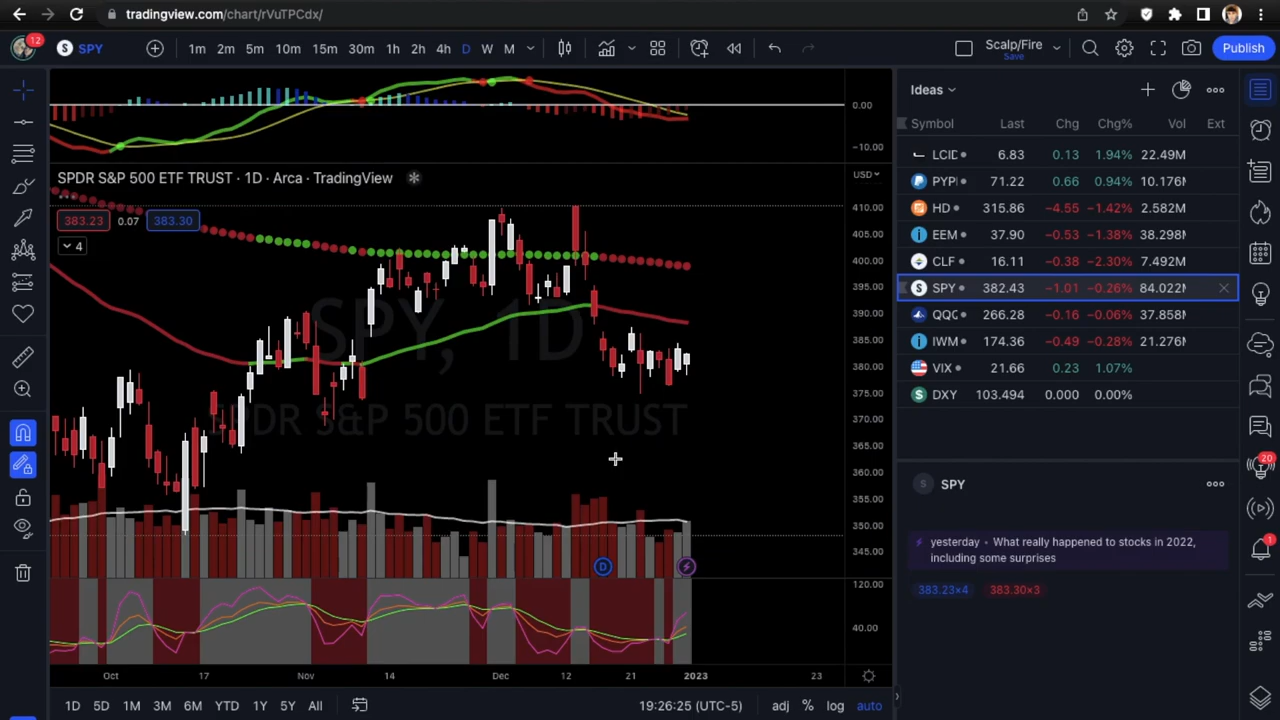 tradingview.com/chart/rVuTPCdx/
12
S SPY
1m 2m 5m 10m 15m 30m 1h 2h 4h D W M
Scalp/Fire
Save
Publish
0.00
−10.00
SPDR S&P 500 ETF TRUST · 1D · Arca · TradingView
USD
383.23 0.07 383.30
4
410.00
405.00
400.00
395.00
390.00
385.00
380.00
375.00
370.00
365.00
360.00
355.00
350.00
345.00
SPY, 1D
SPDR S&P 500 ETF TRUST
D
120.00
40.00
Oct 17 Nov 14 Dec 12 21 2023 23
1D 5D 1M 3M 6M YTD 1Y 5Y All
19:26:25 (UTC-5) adj % log auto
Ideas
Symbol Last Chg Chg% Vol Ext
LCID 6.83 0.13 1.94% 22.49M
PYPL 71.22 0.66 0.94% 10.176M
HD 315.86 −4.55 −1.42% 2.582M
EEM 37.90 −0.53 −1.38% 38.298M
CLF 16.11 −0.38 −2.30% 7.492M
S SPY 382.43 −1.01 −0.26% 84.022M
QQQ 266.28 −0.16 −0.06% 37.858M
IWM 174.36 −0.49 −0.28% 21.276M
VIX 21.66 0.23 1.07%
$ DXY 103.494 0.000 0.00%
S SPY
yesterday • What really happened to stocks in 2022,
including some surprises
383.23×4 383.30×3
20
1